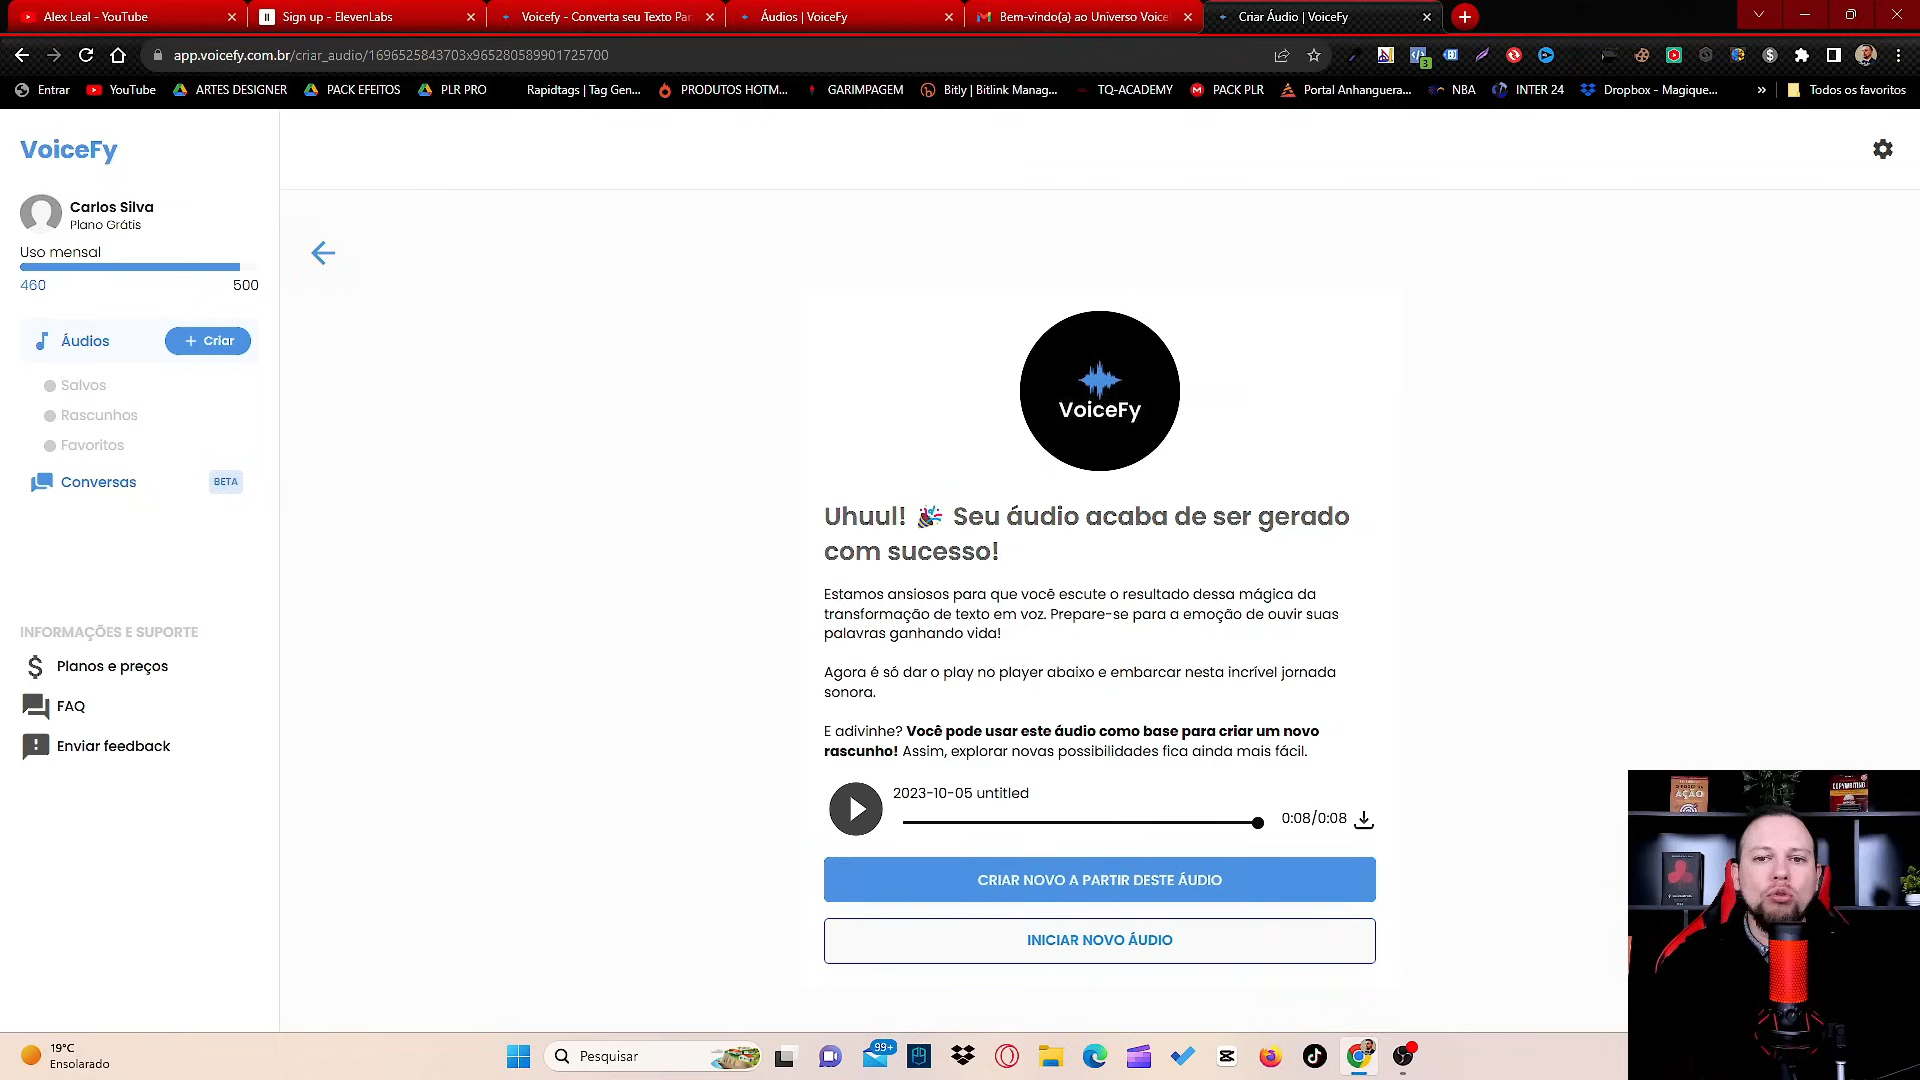 Alex Leal - YouTube
Sign up - ElevenLabs
Voicefy - Converta seu Texto Par
Áudios | VoiceFy
Bem-vindo(a) ao Universo Voice
Criar Áudio | VoiceFy
app.voicefy.com.br/criar_audio/1696525843703x965280589901725700
3
Entrar
YouTube
ARTES DESIGNER
PACK EFEITOS
PLR PRO
Rapidtags | Tag Gen...
PRODUTOS HOTM...
GARIMPAGEM
Bitly | Bitlink Manag...
TQ-ACADEMY
PACK PLR
Portal Anhanguera...
NBA
INTER 24
Dropbox - Magique...
»
Todos os favoritos
VoiceFy
Carlos Silva
Plano Grátis
Uso mensal
460 500
Áudios
+ Criar
Salvos
Rascunhos
Favoritos
Conversas
BETA
INFORMAÇÕES E SUPORTE
Planos e preços
FAQ
Enviar feedback
VoiceFy
Uhuul! 🎉 Seu áudio acaba de ser gerado
com sucesso!
Estamos ansiosos para que você escute o resultado dessa mágica da
transformação de texto em voz. Prepare-se para a emoção de ouvir suas
palavras ganhando vida!
Agora é só dar o play no player abaixo e embarcar nesta incrível jornada
sonora.
E adivinhe? Você pode usar este áudio como base para criar um novo
rascunho! Assim, explorar novas possibilidades fica ainda mais fácil.
2023-10-05 untitled
0:08/0:08
CRIAR NOVO A PARTIR DESTE ÁUDIO
INICIAR NOVO ÁUDIO
AÇÃO
COPYWRITING
19°C
Ensolarado
Pesquisar
99+